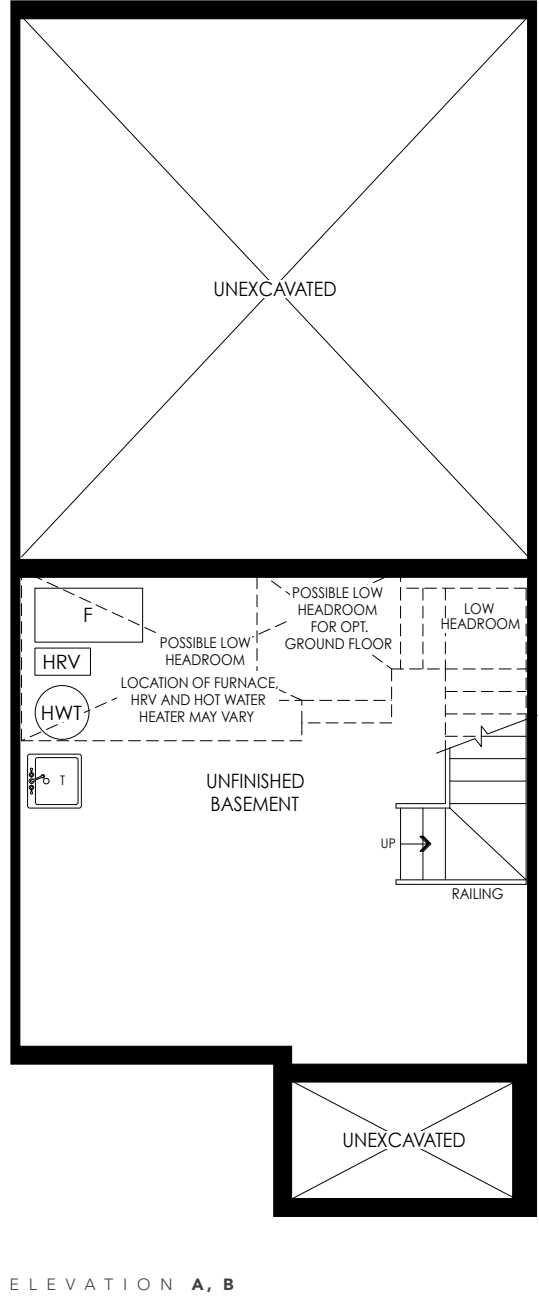 UNEXCAVATED
F
POSSIBLE LOW
HEADROOM
FOR OPT.
GROUND FLOOR
LOW
HEADROOM
POSSIBLE LOW
HEADROOM
HRV
LOCATION OF FURNACE,
HRV AND HOT WATER
HEATER MAY VARY
HWT
T
UNFINISHED
BASEMENT
UP
RAILING
UNEXCAVATED
ELEVATION A, B